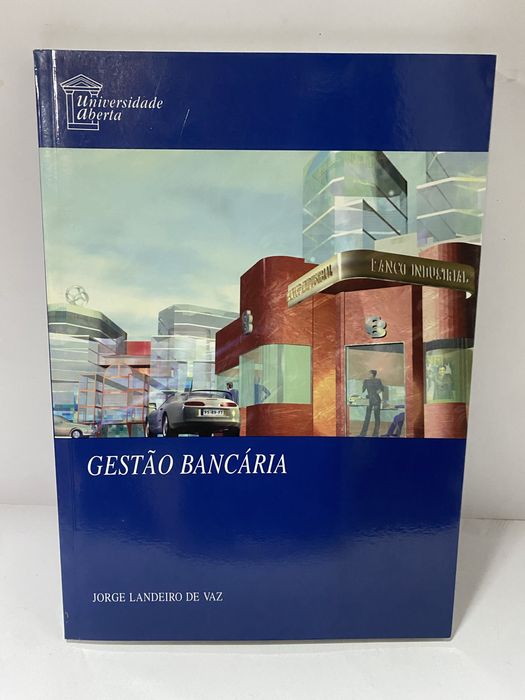 Universidade
Aberta
BANCO INDUSTRIAL
B
B
GESTÃO BANCÁRIA
JORGE LANDEIRO DE VAZ